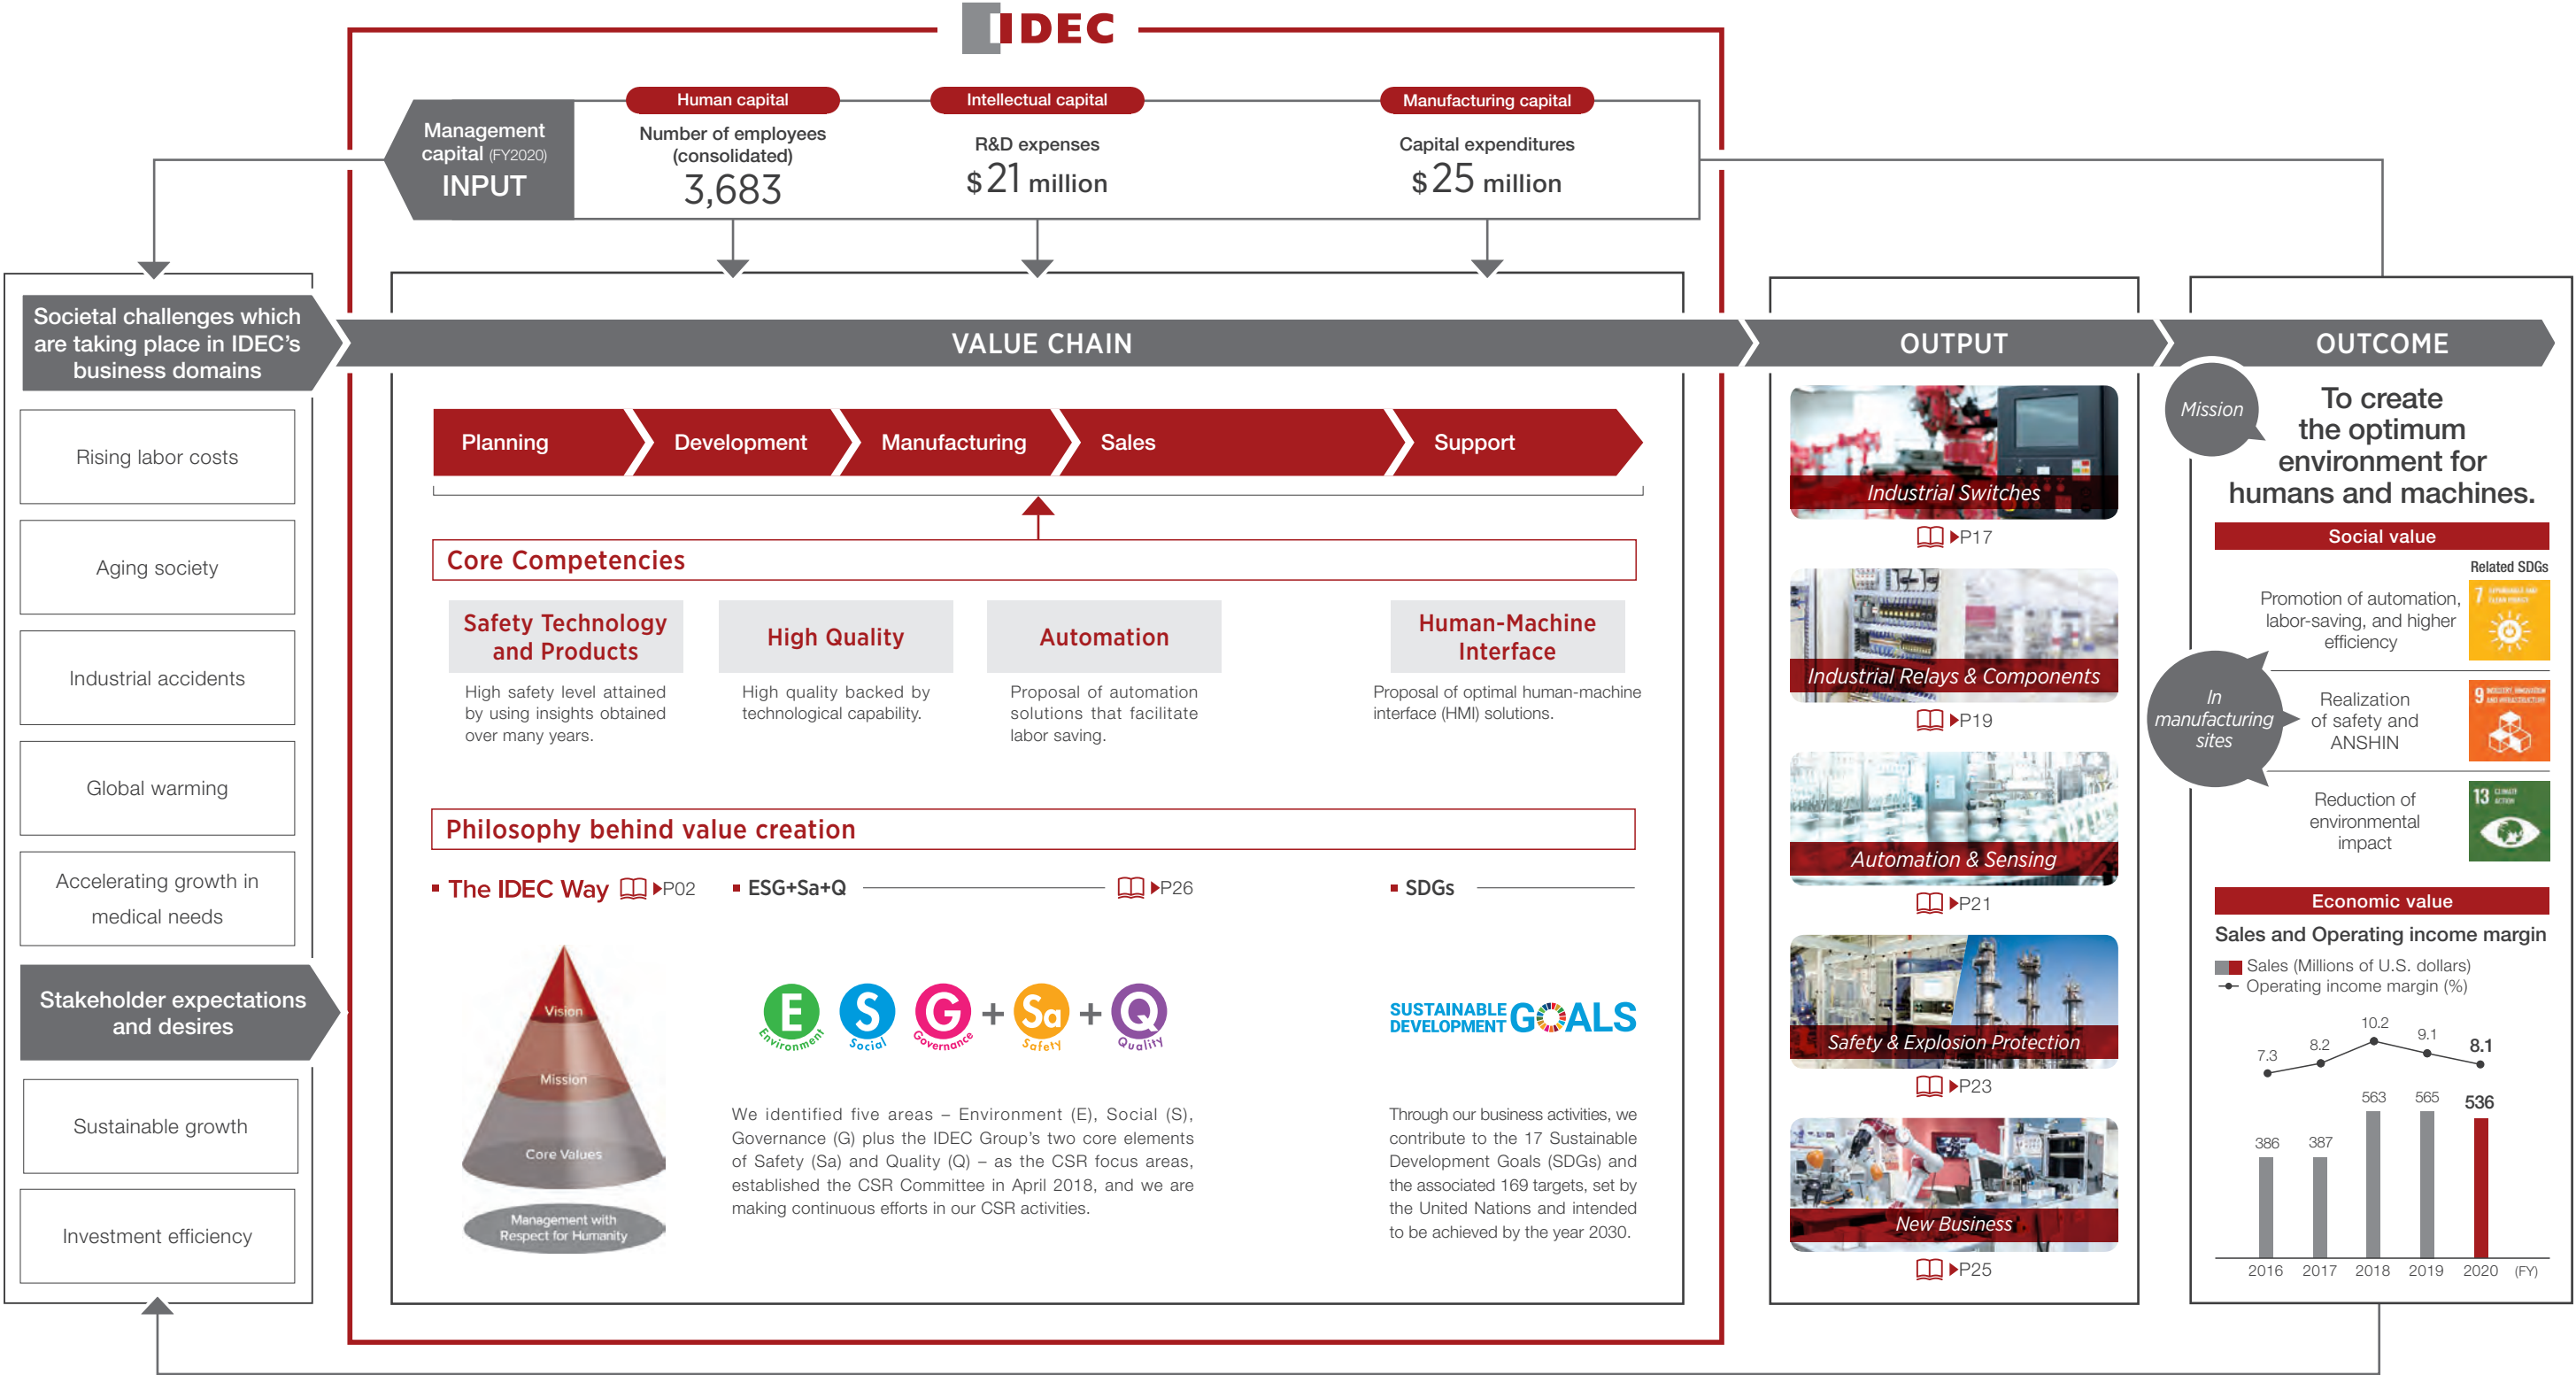 IDEC
Management
capital (FY2020)
INPUT
Human capital
Number of employees
(consolidated)
3,683
Intellectual capital
R&D expenses
$21 million
Manufacturing capital
Capital expenditures
$25 million
Societal challenges which
are taking place in IDEC's
business domains
Rising labor costs
Aging society
Industrial accidents
Global warming
Accelerating growth in
medical needs
Stakeholder expectations
and desires
Sustainable growth
Investment efficiency
VALUE CHAIN
Planning
Development
Manufacturing
Sales
Support
Core Competencies
Safety Technology
and Products
High safety level attained
by using insights obtained
over many years.
High Quality
High quality backed by
technological capability.
Automation
Proposal of automation
solutions that facilitate
labor saving.
Human-Machine
Interface
Proposal of optimal human-machine
interface (HMI) solutions.
Philosophy behind value creation
The IDEC Way P02
Vision
Mission
Core Values
Management with
Respect for Humanity
ESG+Sa+Q P26
E S G + Sa + Q
Environment Social Governance Safety Quality
We identified five areas – Environment (E), Social (S),
Governance (G) plus the IDEC Group's two core elements
of Safety (Sa) and Quality (Q) – as the CSR focus areas,
established the CSR Committee in April 2018, and we are
making continuous efforts in our CSR activities.
SDGs
SUSTAINABLE
DEVELOPMENT GOALS
Through our business activities, we
contribute to the 17 Sustainable
Development Goals (SDGs) and
the associated 169 targets, set by
the United Nations and intended
to be achieved by the year 2030.
OUTPUT
Industrial Switches
P17
Industrial Relays & Components
P19
Automation & Sensing
P21
Safety & Explosion Protection
P23
New Business
P25
OUTCOME
Mission
To create
the optimum
environment for
humans and machines.
Social value
Related SDGs
In
manufacturing
sites
Promotion of automation,
labor-saving, and higher
efficiency
7 AFFORDABLE AND
CLEAN ENERGY
Realization
of safety and
ANSHIN
9 INDUSTRY, INNOVATION
AND INFRASTRUCTURE
Reduction of
environmental
impact
13 CLIMATE
ACTION
Economic value
Sales and Operating income margin
Sales (Millions of U.S. dollars)
Operating income margin (%)
7.3 8.2 10.2 9.1 8.1
386 387 563 565 536
2016 2017 2018 2019 2020 (FY)